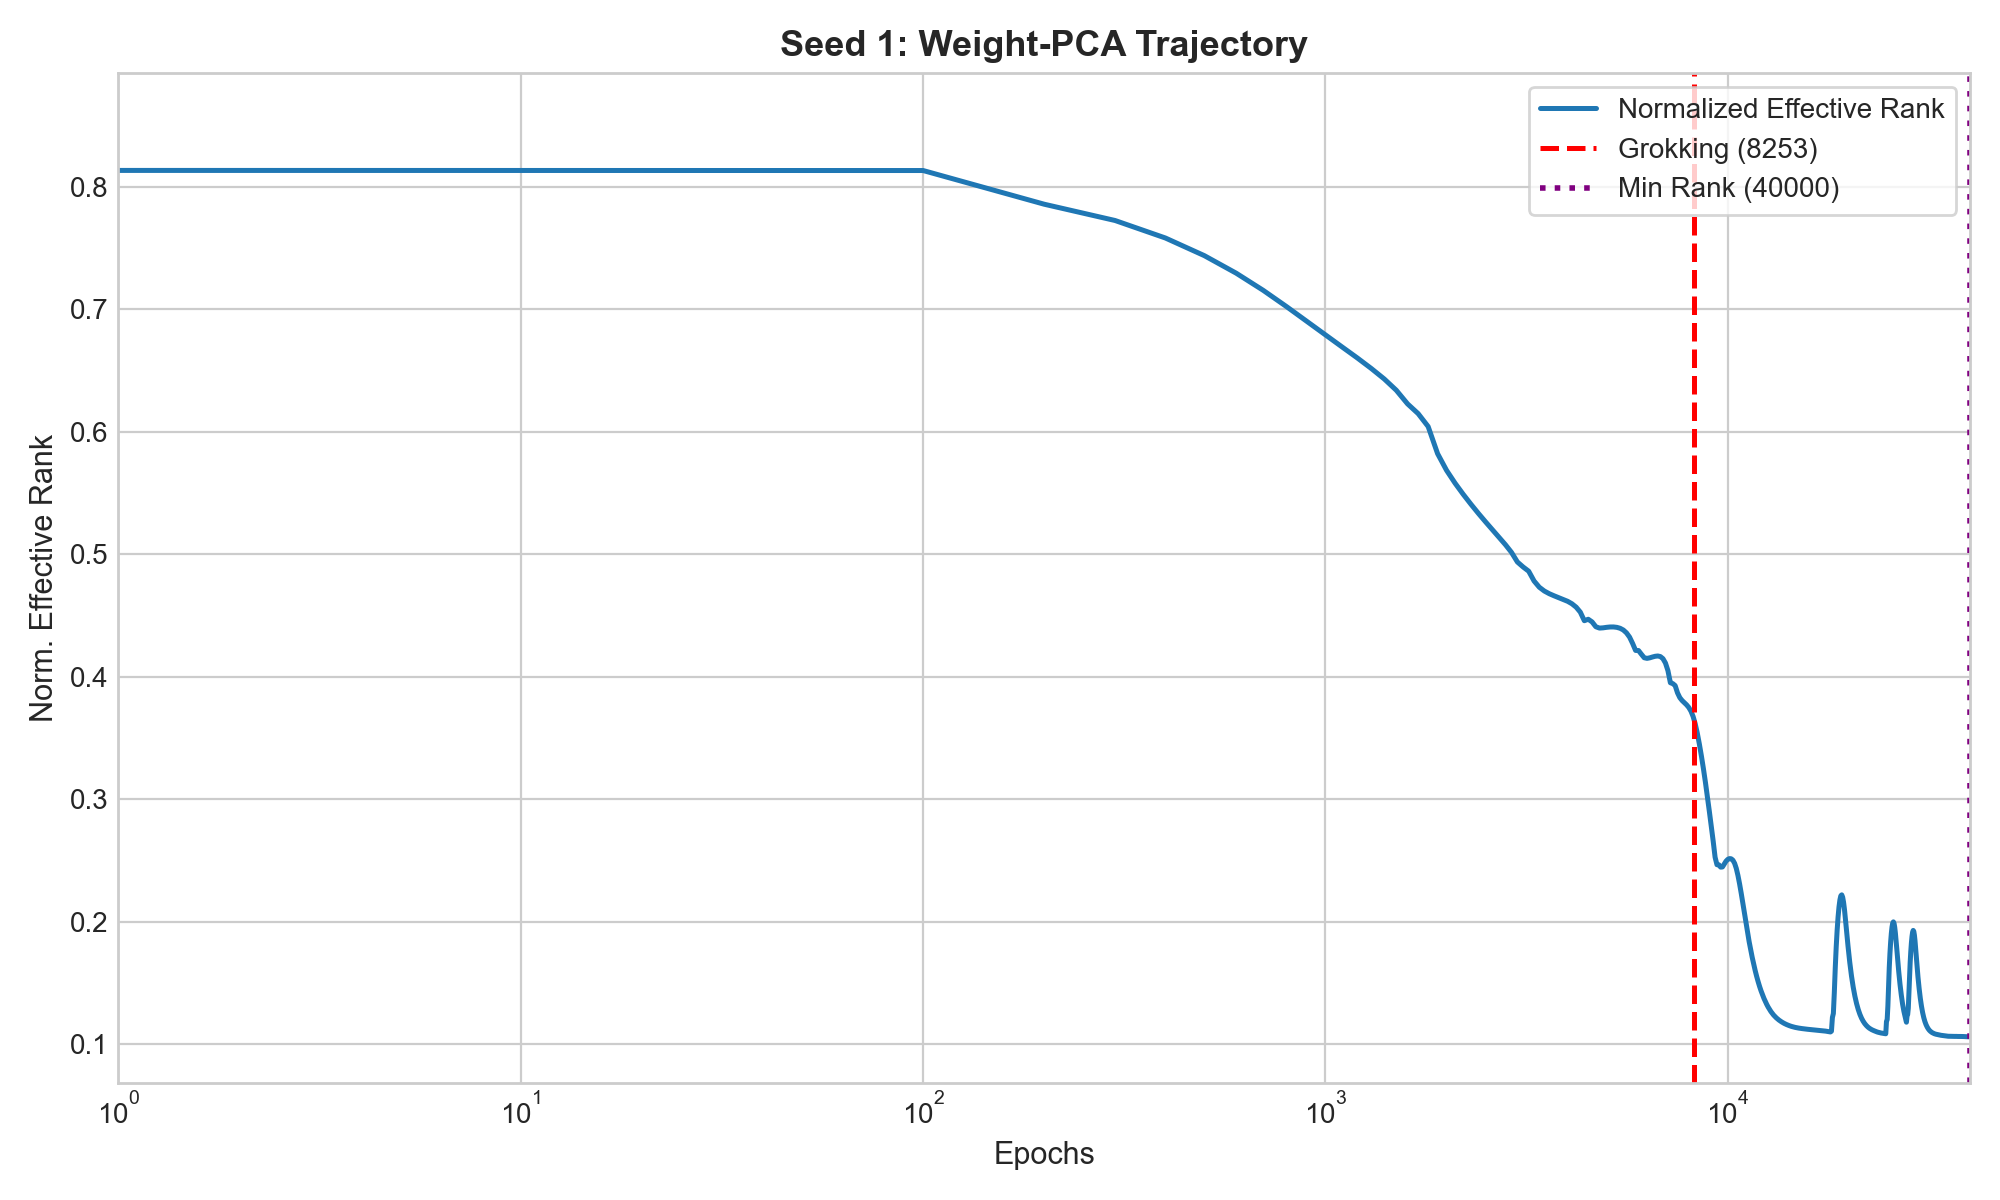 Seed 1: Weight-PCA Trajectory
Normalized Effective Rank
Grokking (8253)
Min Rank (40000)
Norm. Effective Rank
0.8
0.7
0.6
0.5
0.4
0.3
0.2
0.1
10⁰ 10¹ 10² 10³ 10⁴
Epochs